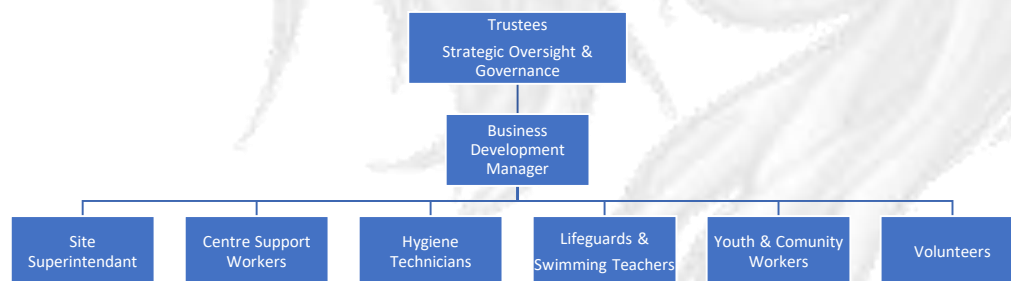 Trustees
Strategic Oversight &
Governance
Business
Development
Manager
Site
Superintendant
Centre Support
Workers
Hygiene
Technicians
Lifeguards &
Swimming Teachers
Youth & Comunity
Workers
Volunteers